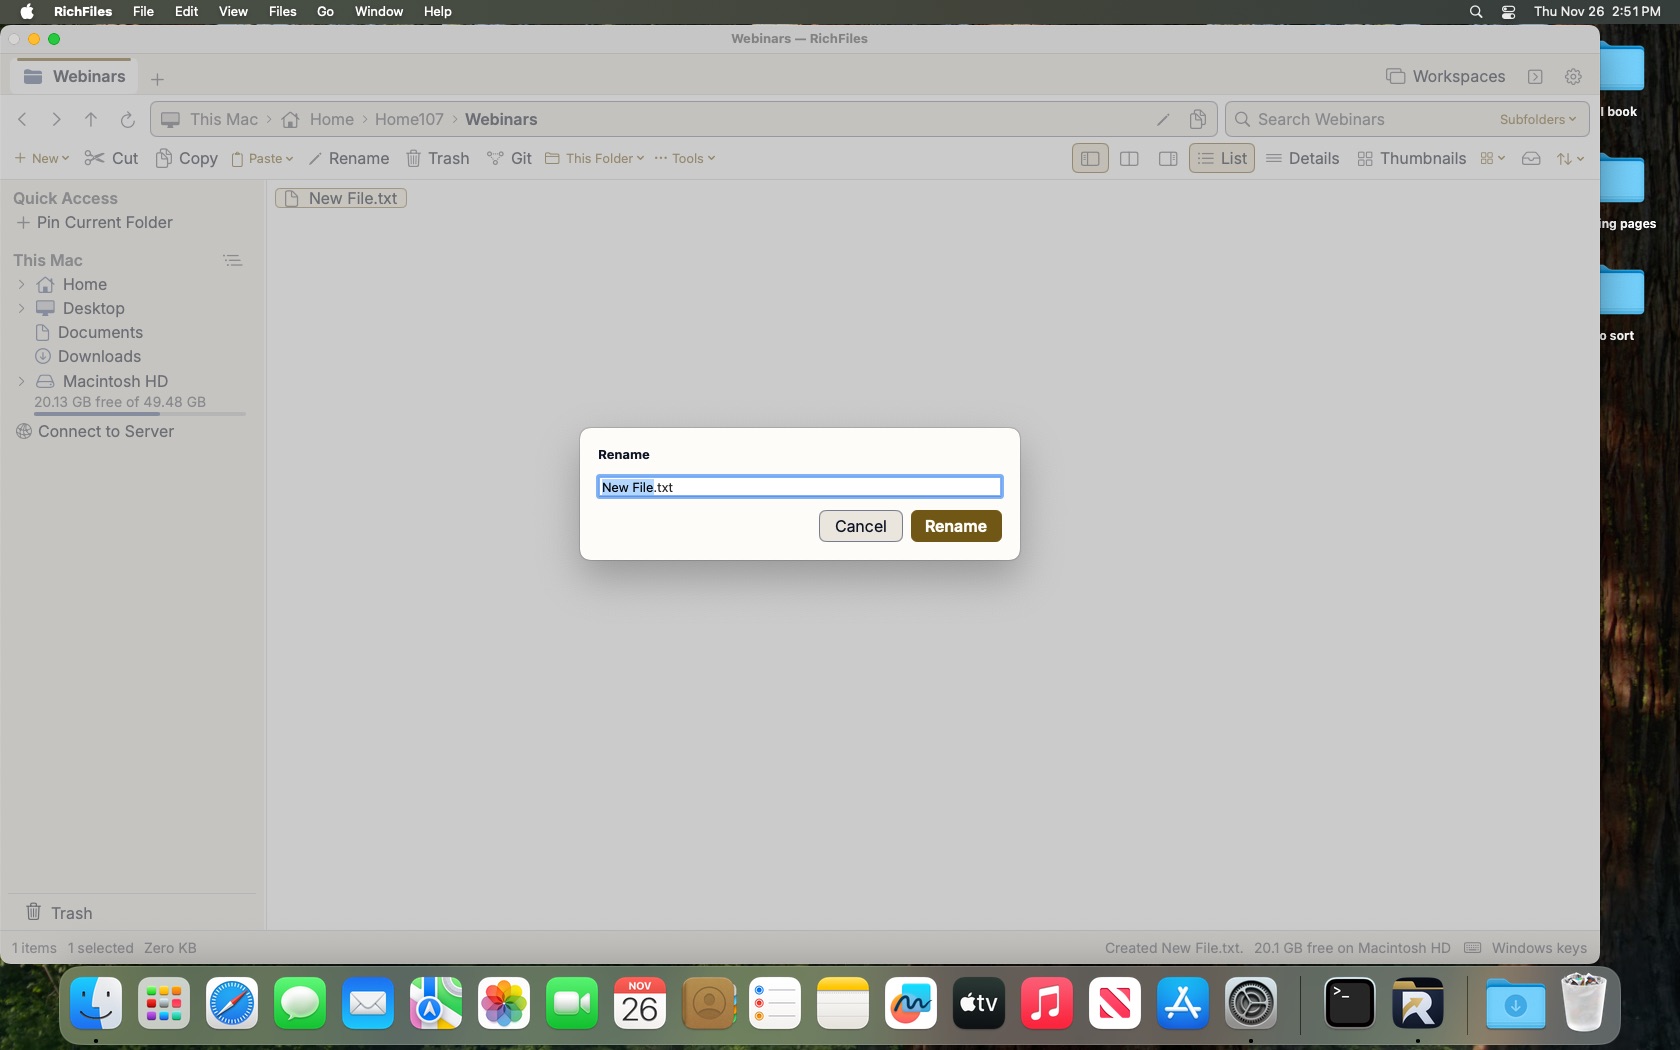 RichFiles File Edit View Files Go Window Help Thu Nov 26 2:51 PM
Webinars — RichFiles
Webinars Workspaces
This Mac Home Home107 Webinars Search Webinars Subfolders
New Cut Copy Paste Rename Trash Git This Folder Tools List Details Thumbnails
Quick Access
Pin Current Folder
This Mac
Home
Desktop
Documents
Downloads
Macintosh HD
20.13 GB free of 49.48 GB
Connect to Server
New File.txt
Rename
New File.txt
Cancel Rename
l book
ing pages
o sort
Trash
1 items 1 selected Zero KB Created New File.txt. 20.1 GB free on Macintosh HD Windows keys
NOV
26
tv
>_